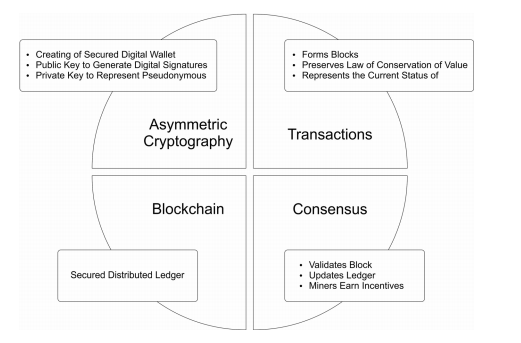 • Creating of Secured Digital Wallet
• Public Key to Generate Digital Signatures
• Private Key to Represent Pseudonymous
Asymmetric
Cryptography
• Forms Blocks
• Preserves Law of Conservation of Value
• Represents the Current Status of
Transactions
Blockchain
Secured Distributed Ledger
Consensus
• Validates Block
• Updates Ledger
• Miners Earn Incentives